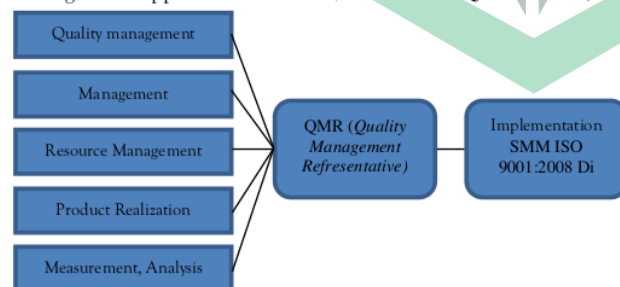 Quality management
Management
Resource Management
Product Realization
Measurement, Analysis
QMR (Quality
Management
Refresentative)
Implementation
SMM ISO
9001:2008 Di